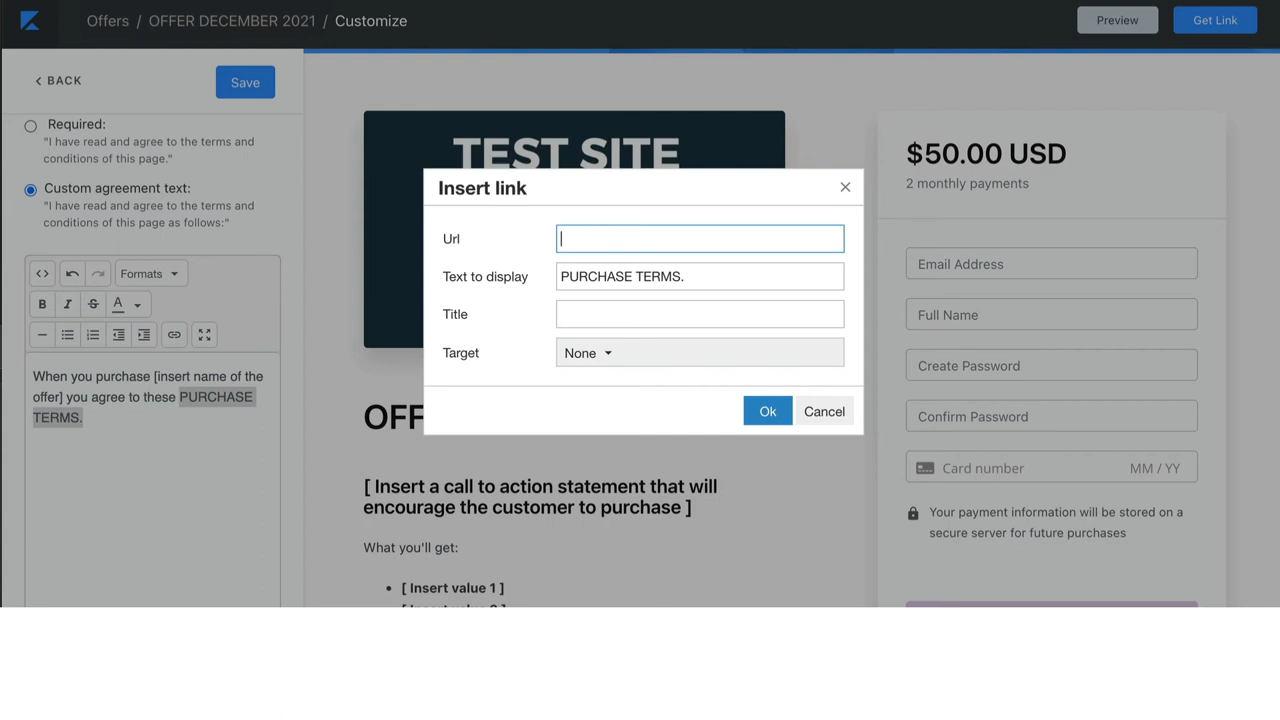 Offers / OFFER DECEMBER 2021 / Customize
Preview
Get Link
BACK
Save
Required:
"I have read and agree to the terms and
conditions of this page."
Custom agreement text:
"I have read and agree to the terms and
conditions of this page as follows:"
Formats
B I S A
When you purchase [insert name of the
offer] you agree to these PURCHASE
TERMS.
TEST SITE
Insert link
Url
Text to display PURCHASE TERMS.
Title
Target None
Ok Cancel
OFF
[ Insert a call to action statement that will
encourage the customer to purchase ]
What you'll get:
• [ Insert value 1 ]
$50.00 USD
2 monthly payments
Email Address
Full Name
Create Password
Confirm Password
Card number MM / YY
Your payment information will be stored on a
secure server for future purchases